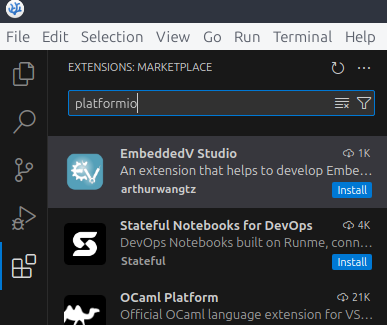 File Edit Selection View Go Run Terminal Help
EXTENSIONS: MARKETPLACE
platformio
EmbeddedV Studio 1K
An extension that helps to develop Embe...
arthurwangtz Install
Stateful Notebooks for DevOps 4K
DevOps Notebooks built on Runme, conn...
Stateful Install
OCaml Platform 21K
Official OCaml language extension for VS...